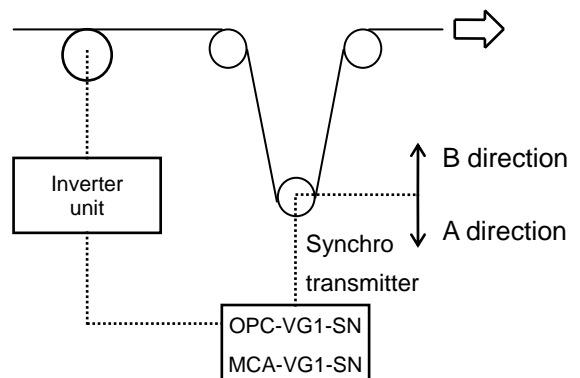 B direction
Inverter
unit
A direction
Synchro
transmitter
OPC-VG1-SN
MCA-VG1-SN